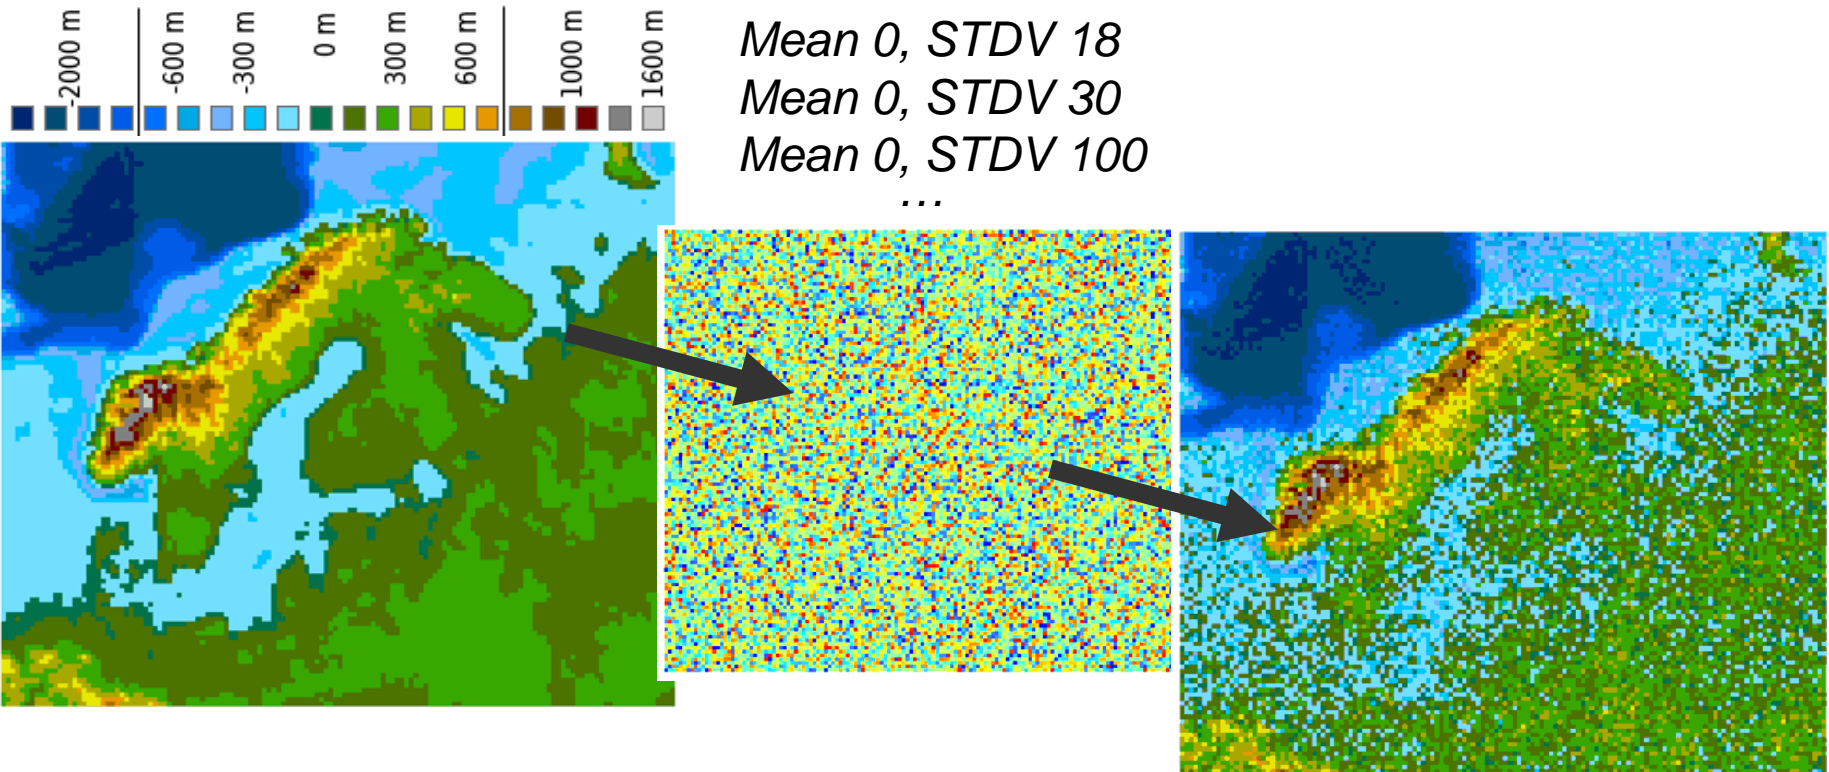 -2000 m
-600 m
-300 m
0 m
300 m
600 m
1000 m
1600 m
Mean 0, STDV 18
Mean 0, STDV 30
Mean 0, STDV 100
...